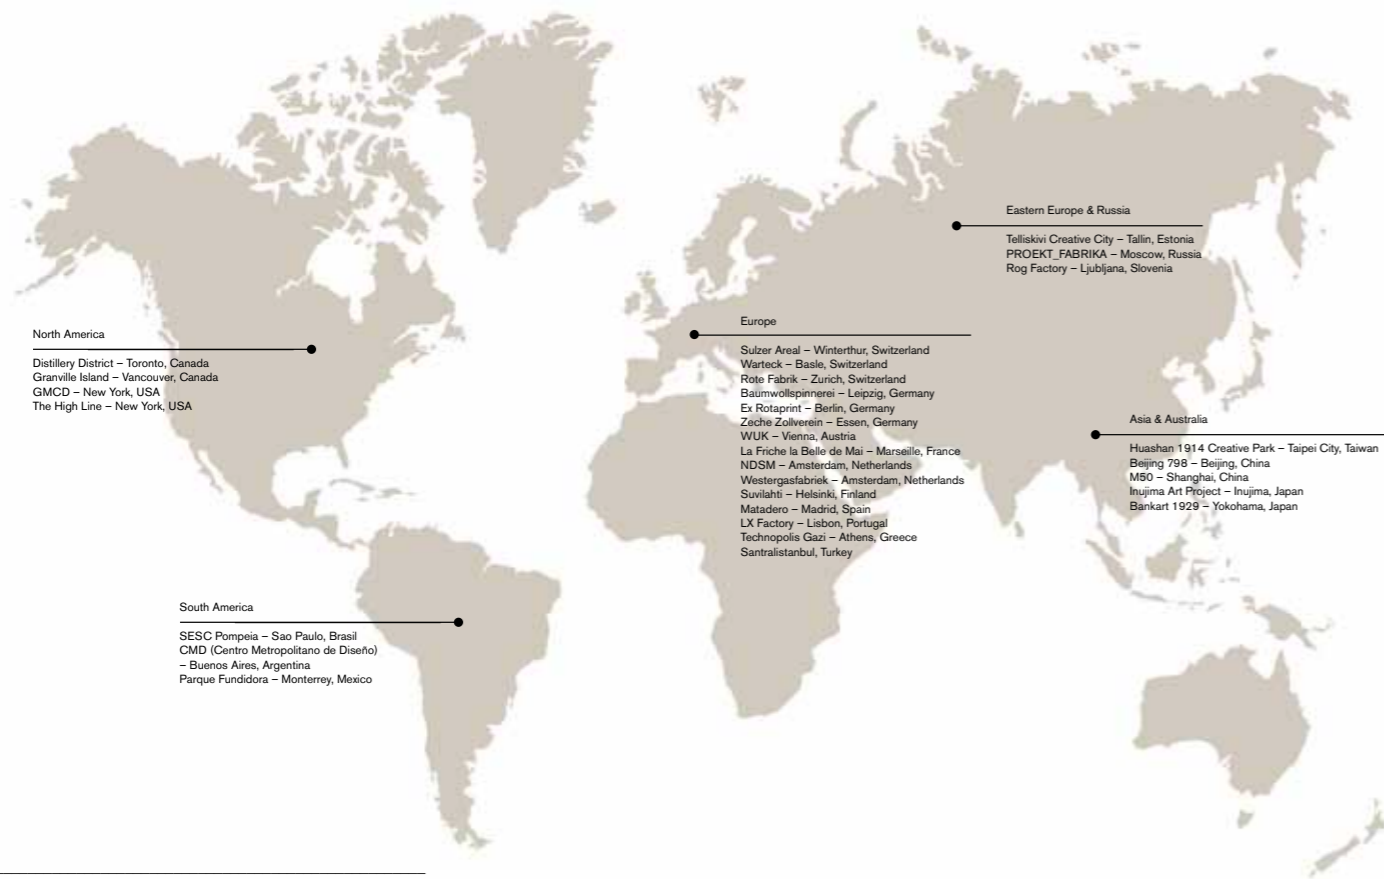 Eastern Europe & Russia
Telliskivi Creative City – Tallin, Estonia
PROEKT_FABRIKA – Moscow, Russia
Rog Factory – Ljubljana, Slovenia
North America
Distillery District – Toronto, Canada
Granville Island – Vancouver, Canada
GMCD – New York, USA
The High Line – New York, USA
Europe
Sulzer Areal – Winterthur, Switzerland
Warteck – Basle, Switzerland
Rote Fabrik – Zurich, Switzerland
Baumwollspinnerei – Leipzig, Germany
Ex Rotaprint – Berlin, Germany
Zeche Zollverein – Essen, Germany
WUK – Vienna, Austria
La Friche la Belle de Mai – Marseille, France
NDSM – Amsterdam, Netherlands
Westergasfabriek – Amsterdam, Netherlands
Suvilahti – Helsinki, Finland
Matadero – Madrid, Spain
LX Factory – Lisbon, Portugal
Technopolis Gazi – Athens, Greece
Santralistanbul, Turkey
Asia & Australia
Huashan 1914 Creative Park – Taipei City, Taiwan
Beijing 798 – Beijing, China
M50 – Shanghai, China
Inujima Art Project – Inujima, Japan
Bankart 1929 – Yokohama, Japan
South America
SESC Pompeia – Sao Paulo, Brasil
CMD (Centro Metropolitano de Diseño)
– Buenos Aires, Argentina
Parque Fundidora – Monterrey, Mexico